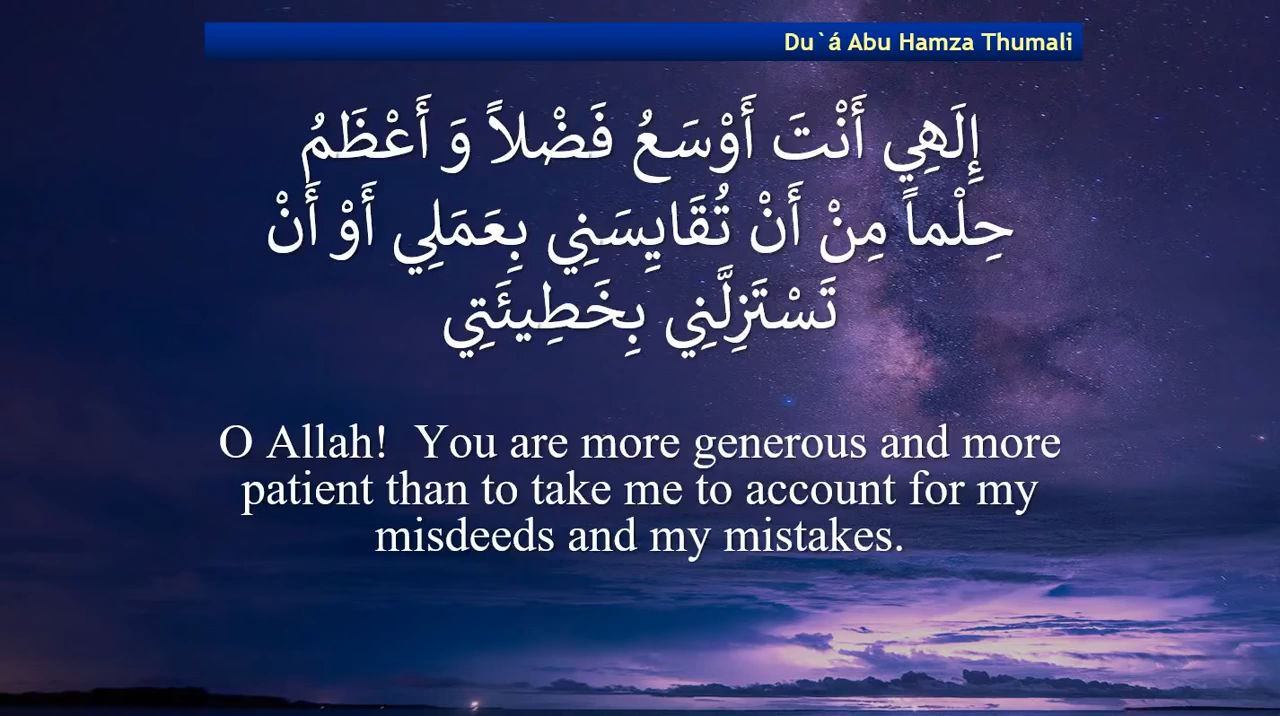 Du`á Abu Hamza Thumali
إِلَهِي أَنْتَ أَوْسَعُ فَضْلاً وَ أَعْظَمُ
حِلْماً مِنْ أَنْ تُقَايِسَنِي بِعَمَلِي أَوْ أَنْ
تَسْتَزِلَّنِي بِخَطِيئَتِي
O Allah!  You are more generous and more
patient than to take me to account for my
misdeeds and my mistakes.